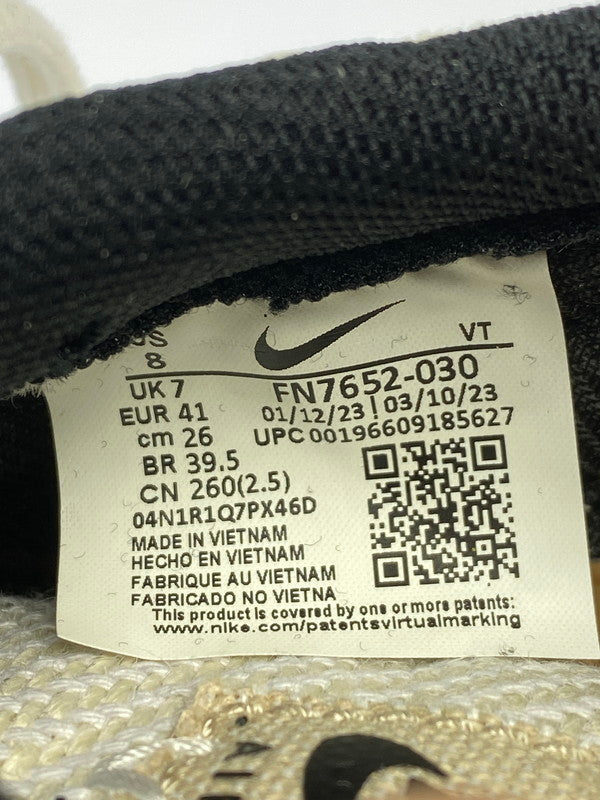 US VT
8
UK 7 FN7652-030
EUR 41 01/12/23 | 03/10/23
cm 26 UPC 00196609185627
BR 39.5
CN 260(2.5)
04N1R1Q7PX46D
MADE IN VIETNAM
HECHO EN VIETNAM
FABRIQUE AU VIETNAM
FABRICADO NO VIETNA
This product is covered by one or more patents:
www.nike.com/patentsvirtualmarking